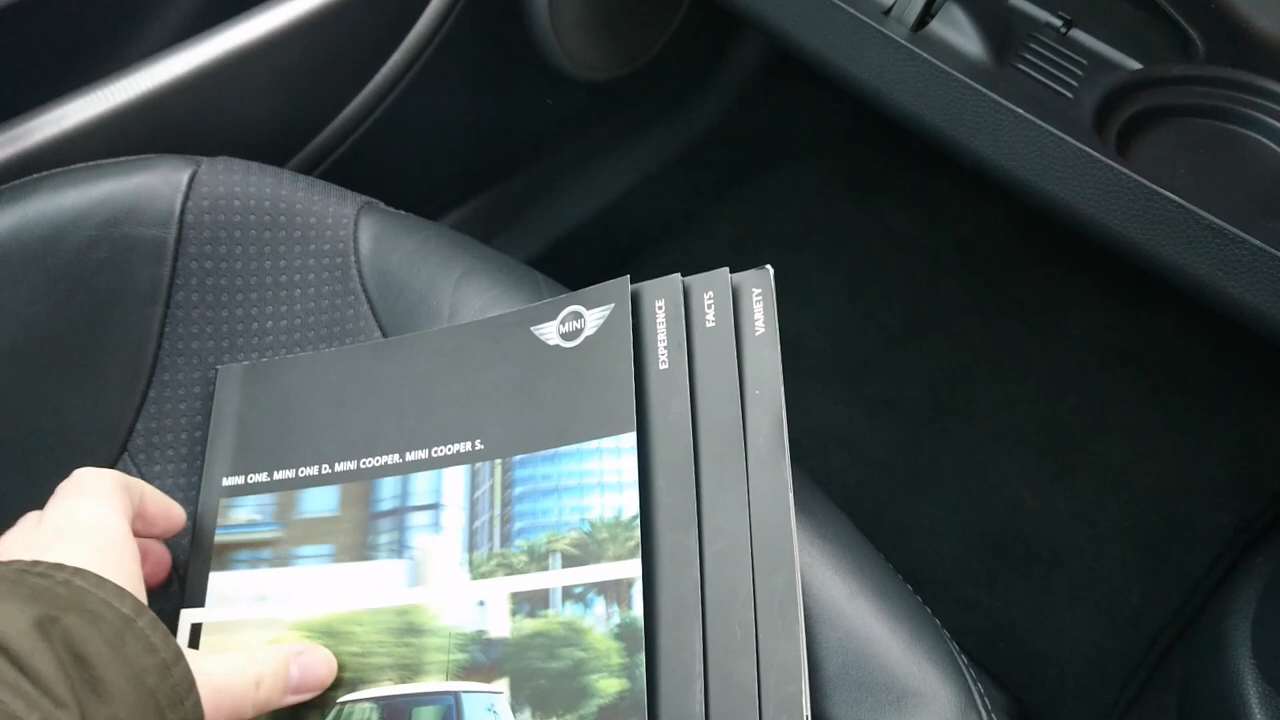 MINI
MINI ONE. MINI ONE D. MINI COOPER. MINI COOPER S.
EXPERIENCE
FACTS
VARIETY